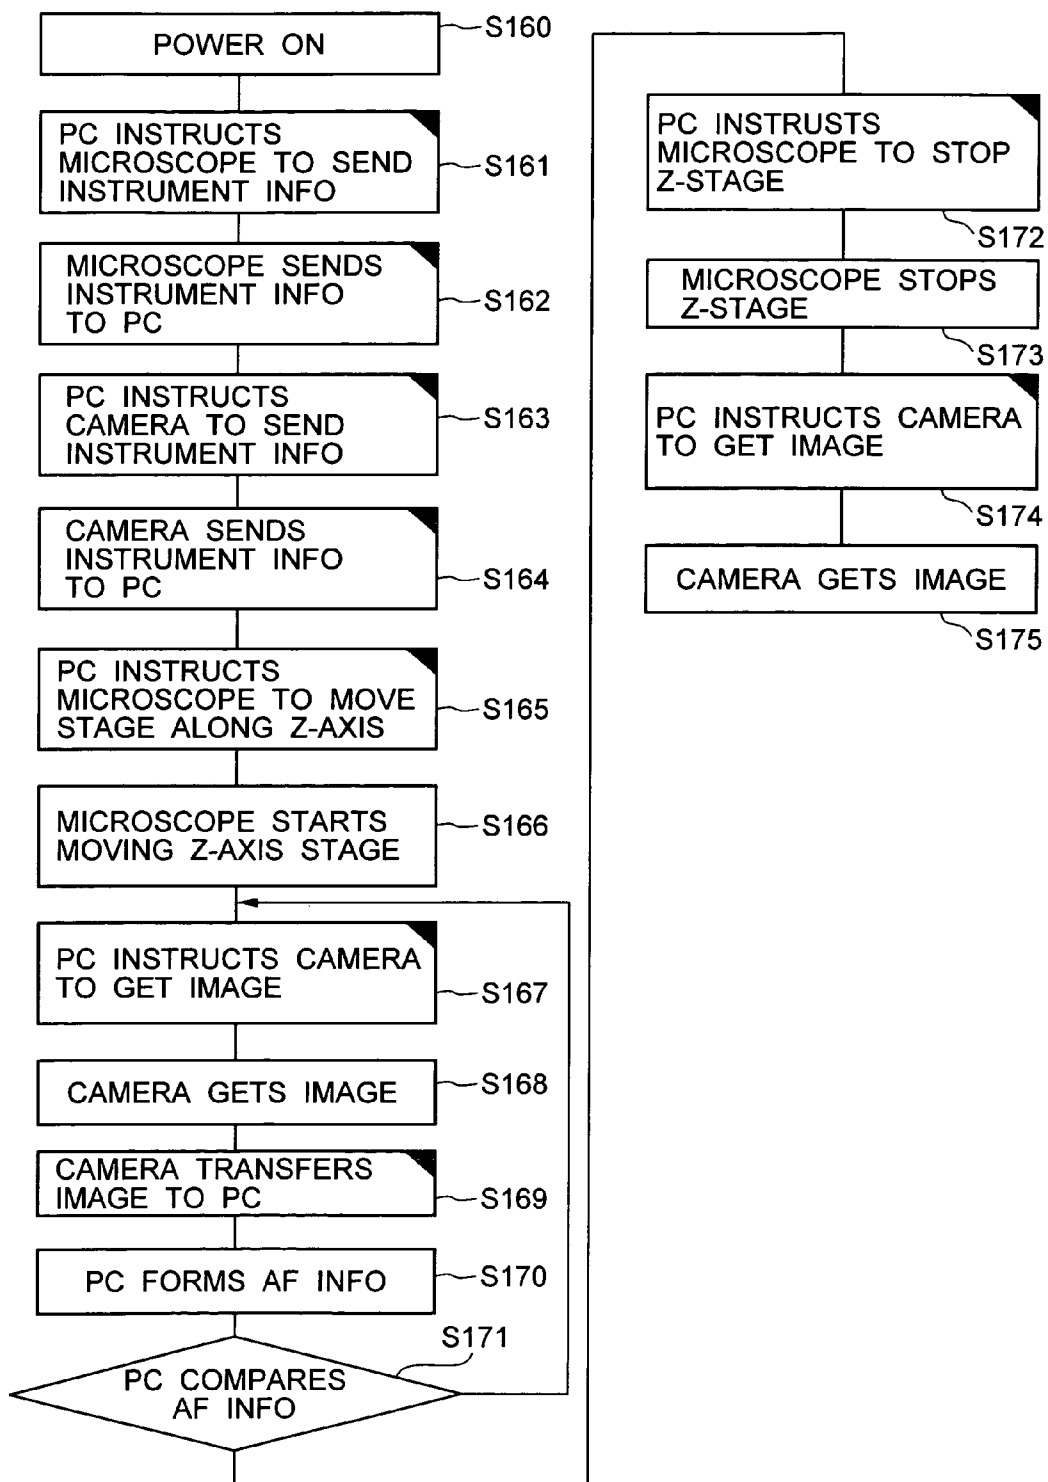 POWER ON
S160
PC INSTRUCTS
MICROSCOPE TO SEND
INSTRUMENT INFO
S161
MICROSCOPE SENDS
INSTRUMENT INFO
TO PC
S162
PC INSTRUCTS
CAMERA TO SEND
INSTRUMENT INFO
S163
CAMERA SENDS
INSTRUMENT INFO
TO PC
S164
PC INSTRUCTS
MICROSCOPE TO MOVE
STAGE ALONG Z-AXIS
S165
MICROSCOPE STARTS
MOVING Z-AXIS STAGE
S166
PC INSTRUCTS CAMERA
TO GET IMAGE
S167
CAMERA GETS IMAGE
S168
CAMERA TRANSFERS
IMAGE TO PC
S169
PC FORMS AF INFO
S170
PC COMPARES
AF INFO
S171
PC INSTRUSTS
MICROSCOPE TO STOP
Z-STAGE
S172
MICROSCOPE STOPS
Z-STAGE
S173
PC INSTRUCTS CAMERA
TO GET IMAGE
S174
CAMERA GETS IMAGE
S175